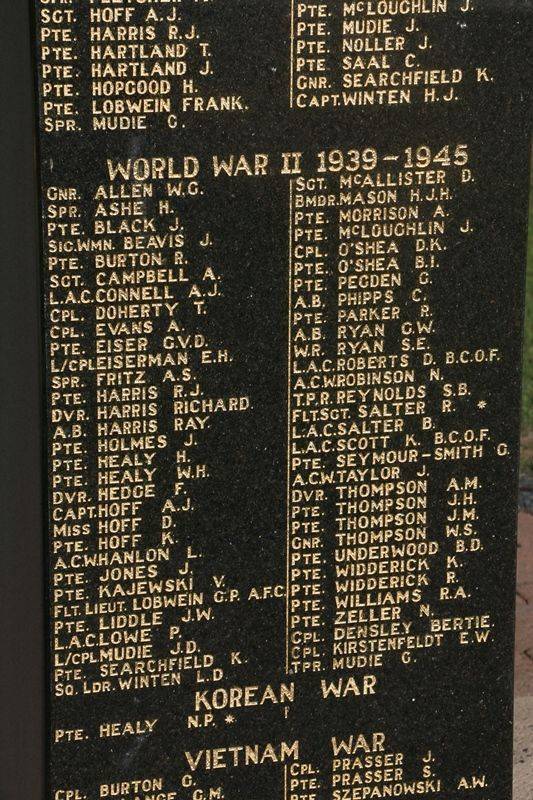 SGT. HOFF A.J.
PTE. HARRIS R.J.
PTE. HARTLAND T.
PTE. HARTLAND J.
PTE. HOPGOOD H.
PTE. LOBWEIN FRANK.
SPR. MUDIE G.
PTE. MCLOUGHLIN J.
PTE. MUDIE J.
PTE. NOLLER J.
PTE SAAL C.
GNR. SEARCHFIELD K.
CAPT. WINTEN H.J.
WORLD WAR II 1939-1945
GNR. ALLEN W.G.
SPR. ASHE H.
PTE. BLACK J.
SIG.WMN. BEAVIS J.
PTE. BURTON R.
SGT. CAMPBELL A.
L.A.C. CONNELL A.J.
CPL. DOHERTY T.
CPL. EVANS A.
PTE. EISER G.V.D.
L/CPL EISERMAN E.H.
SPR. FRITZ A.S.
PTE. HARRIS R.J.
DVR. HARRIS RICHARD.
A.B. HARRIS RAY.
PTE. HOLMES J.
PTE. HEALY H.
PTE. HEALY W.H.
DVR. HEDGE F.
CAPT. HOFF A.J.
MISS HOFF D.
PTE. HOFF K.
A.C.W. HANLON L.
PTE. JONES J.
PTE. KAJEWSKI V.
FLT. LIEUT. LOBWEIN G.P. A.F.C.
PTE. LIDDLE J.W.
L.A.C. LOWE P.
L/CPL MUDIE J.D.
PTE. SEARCHFIELD K.
SQ. LDR. WINTEN L.D.
SGT. MCALLISTER D.
BMDR. MASON H.J.H.
PTE. MORRISON A.
PTE. MCLOUGHLIN J.
CPL. O'SHEA D.K.
PTE. O'SHEA B.I.
PTE. PEGDEN G.
A.B. PHIPPS C.
PTE. PARKER R.
A.B. RYAN G.W.
W.R. RYAN S.E.
L.A.C. ROBERTS D. B.C.O.F.
A.C.W ROBINSON N.
T.P.R. REYNOLDS S.B.
FLT SGT. SALTER R. *
L.A.C. SALTER B.
L.A.C. SCOTT K. B.C.O.F.
PTE. SEYMOUR-SMITH G.
A.C.W. TAYLOR J.
DVR. THOMPSON A.M.
PTE. THOMPSON J.H.
PTE. THOMPSON J.M.
GNR. THOMPSON W.S.
PTE. UNDERWOOD B.D.
PTE. WIDDERICK K.
PTE. WIDDERICK R.
PTE. WILLIAMS R.A.
PTE. ZELLER N.
CPL. DENSLEY BERTIE.
CPL. KIRSTENFELDT E.W.
TPR. MUDIE G.
KOREAN WAR
PTE. HEALY N.P. *
VIETNAM WAR
CPL. BURTON G.
G.M.
CPL. PRASSER J.
PTE. PRASSER S.
PTE SZEPANOWSKI A.W.